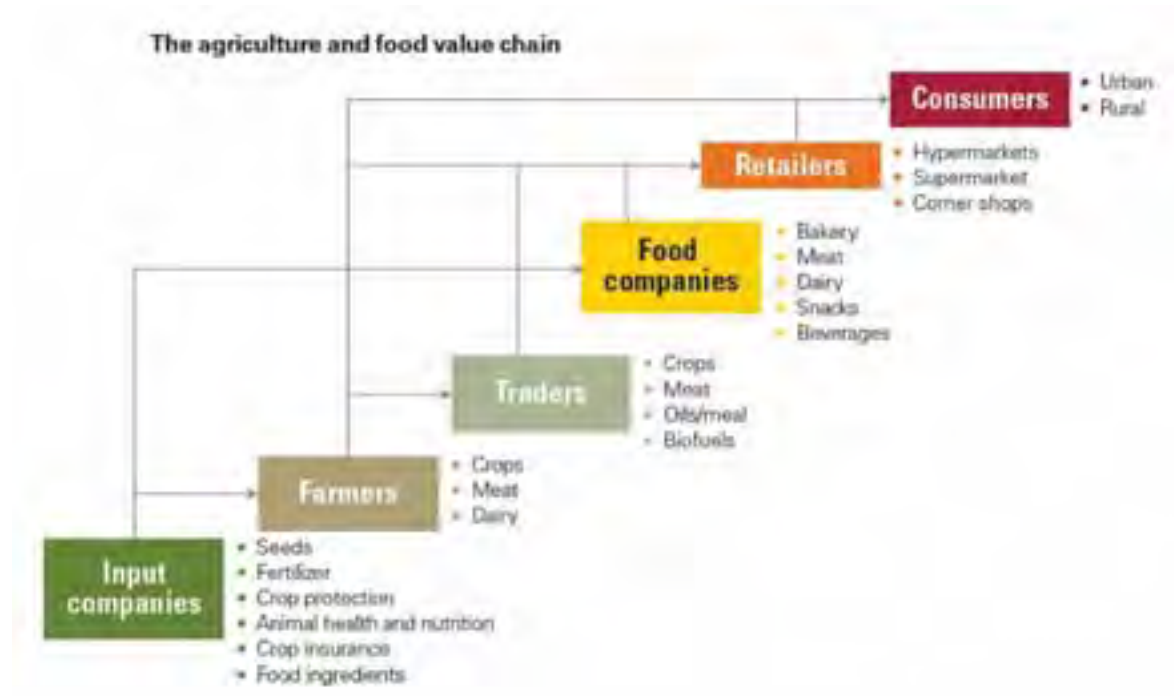 The agriculture and food value chain
Consumers
• Urban
• Rural
Retailers
• Hypermarkets
• Supermarket
• Corner shops
Food
companies
• Bakery
• Meat
• Dairy
• Snacks
• Beverages
Traders
• Crops
• Meat
• Oils/meal
• Biofuels
Farmers
• Crops
• Meat
• Dairy
Input
companies
• Seeds
• Fertilizer
• Crop protection
• Animal health and nutrition
• Crop insurance
• Food ingredients